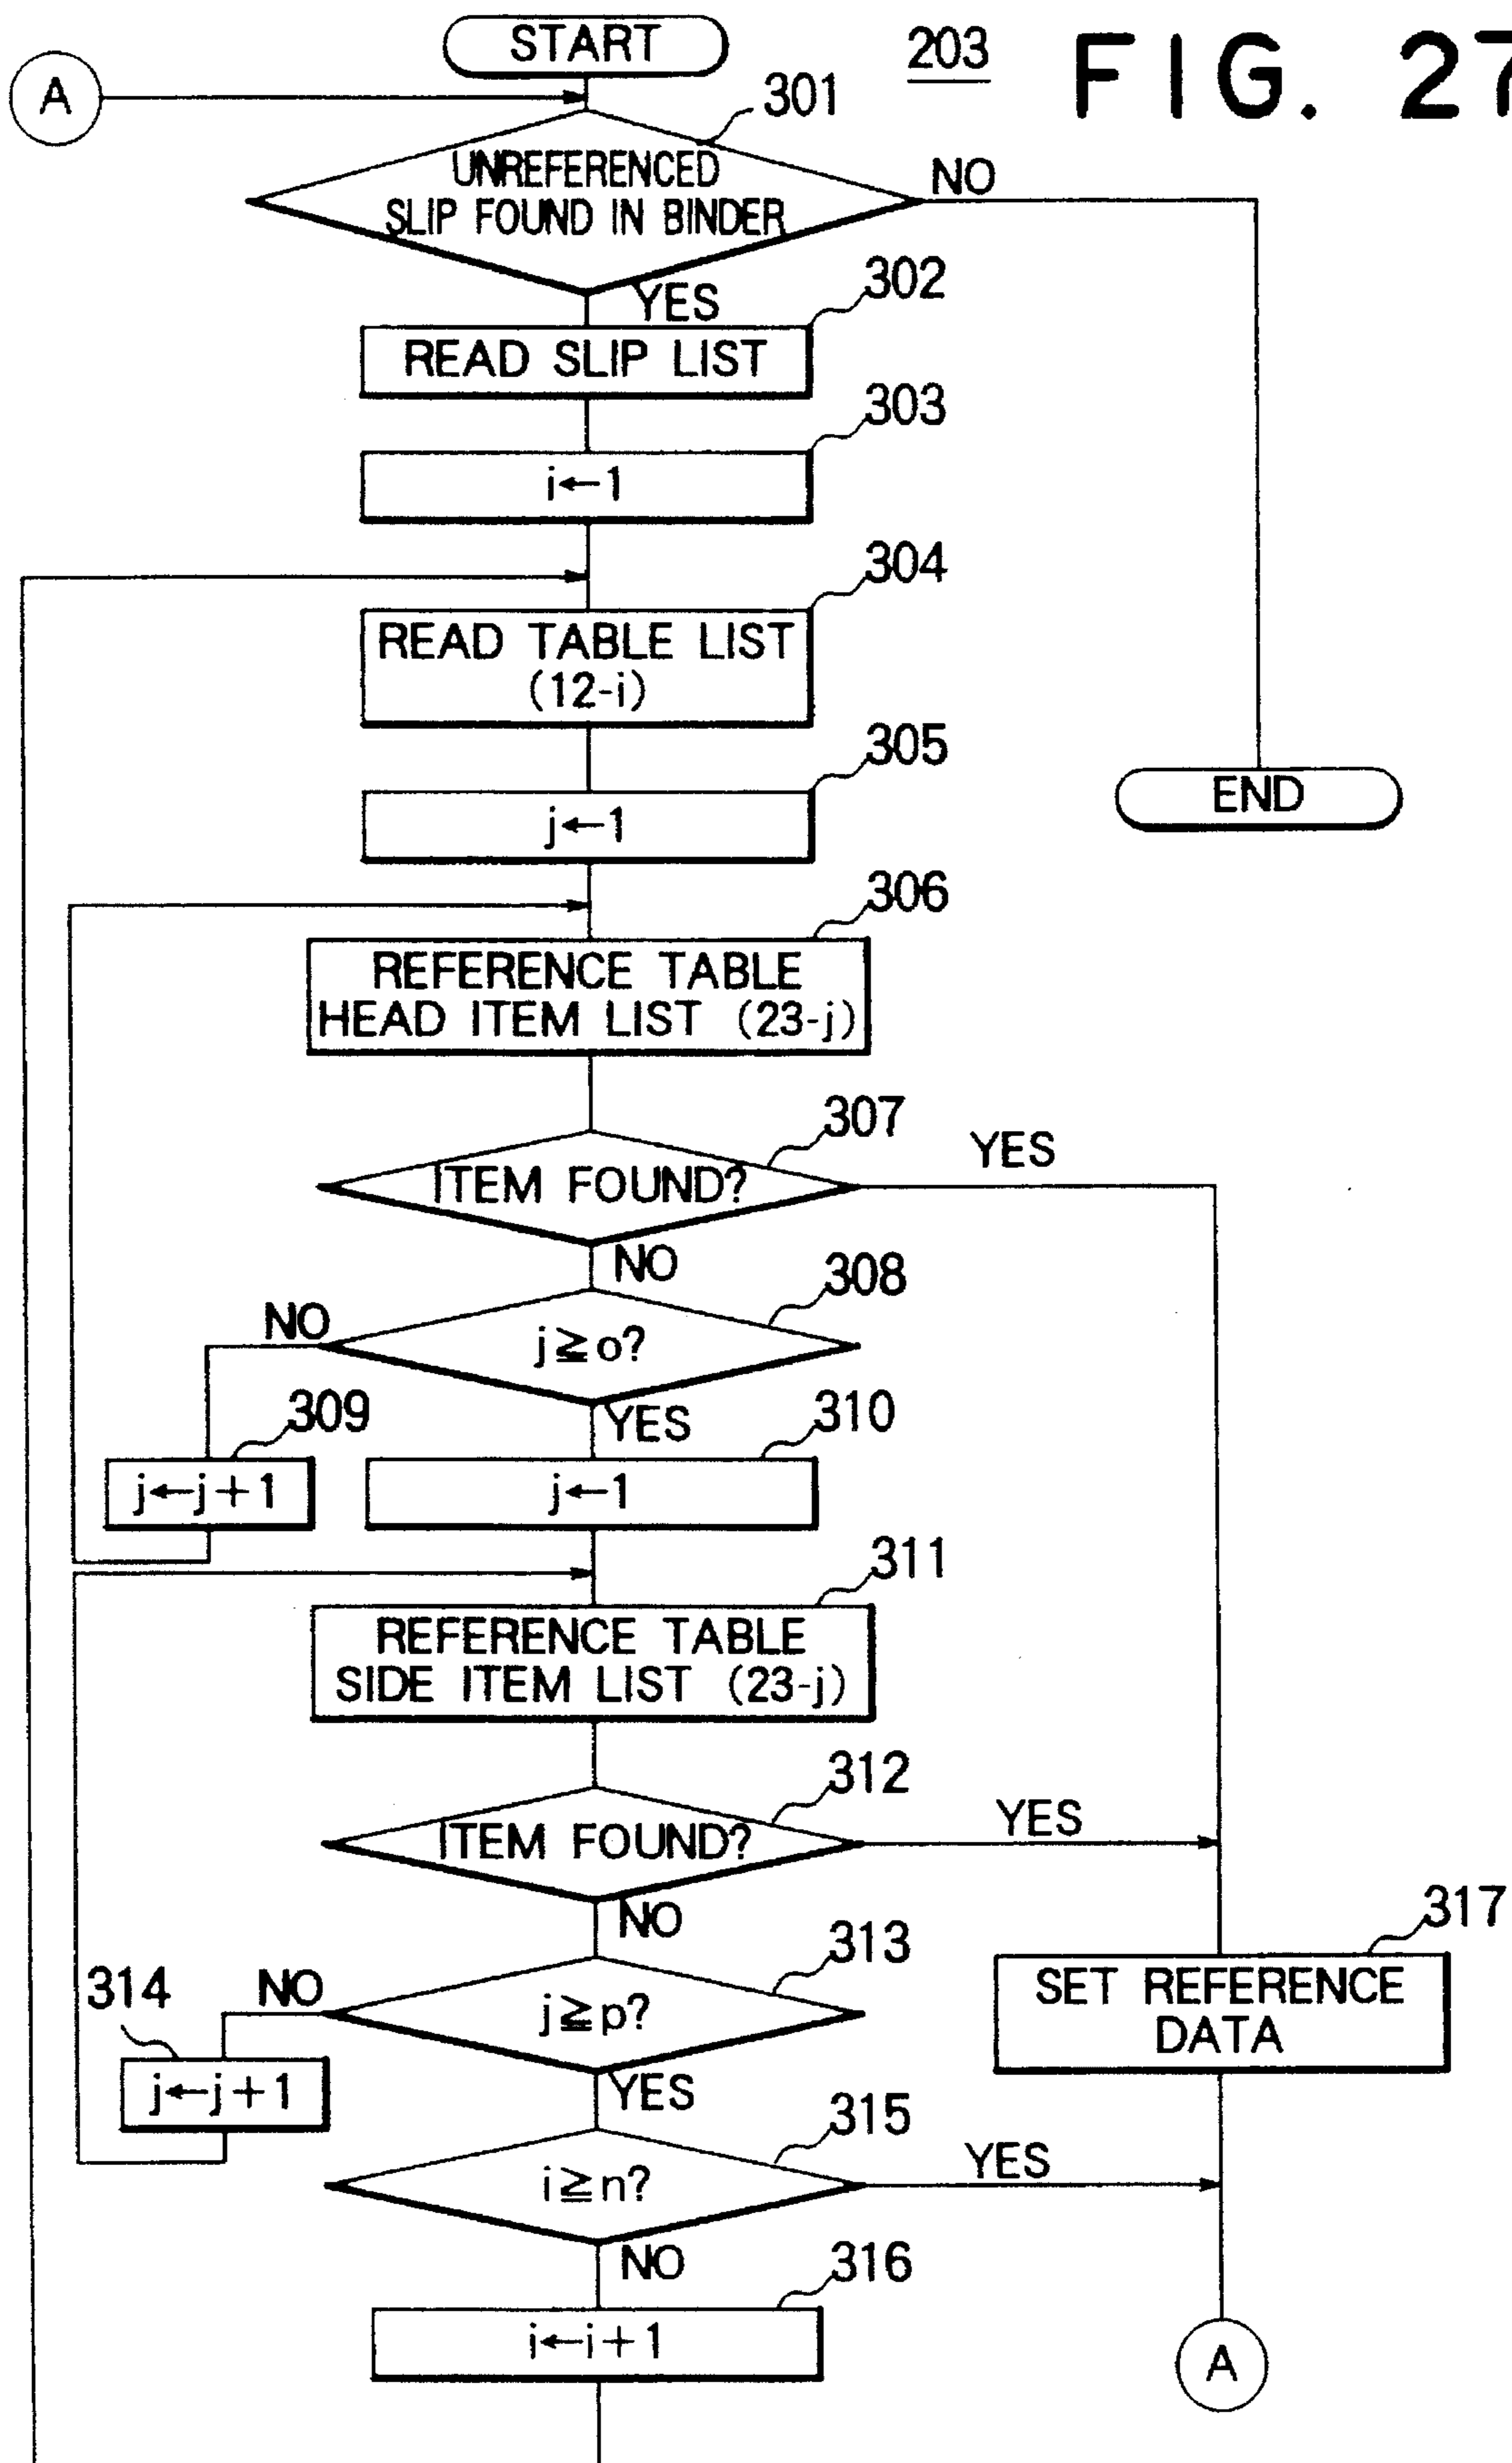 START
203
FIG. 27
A
301
UNREFERENCED
SLIP FOUND IN BINDER
NO
YES
302
READ SLIP LIST
303
i←1
304
READ TABLE LIST
(12-i)
305
j←1
END
306
REFERENCE TABLE
HEAD ITEM LIST (23-j)
307
ITEM FOUND?
YES
NO
308
j≧o?
NO
YES
309
j←j+1
310
j←1
311
REFERENCE TABLE
SIDE ITEM LIST (23-j)
312
ITEM FOUND?
YES
NO
313
j≧p?
NO
YES
314
j←j+1
317
SET REFERENCE
DATA
315
i≧n?
YES
NO
316
i←i+1
A